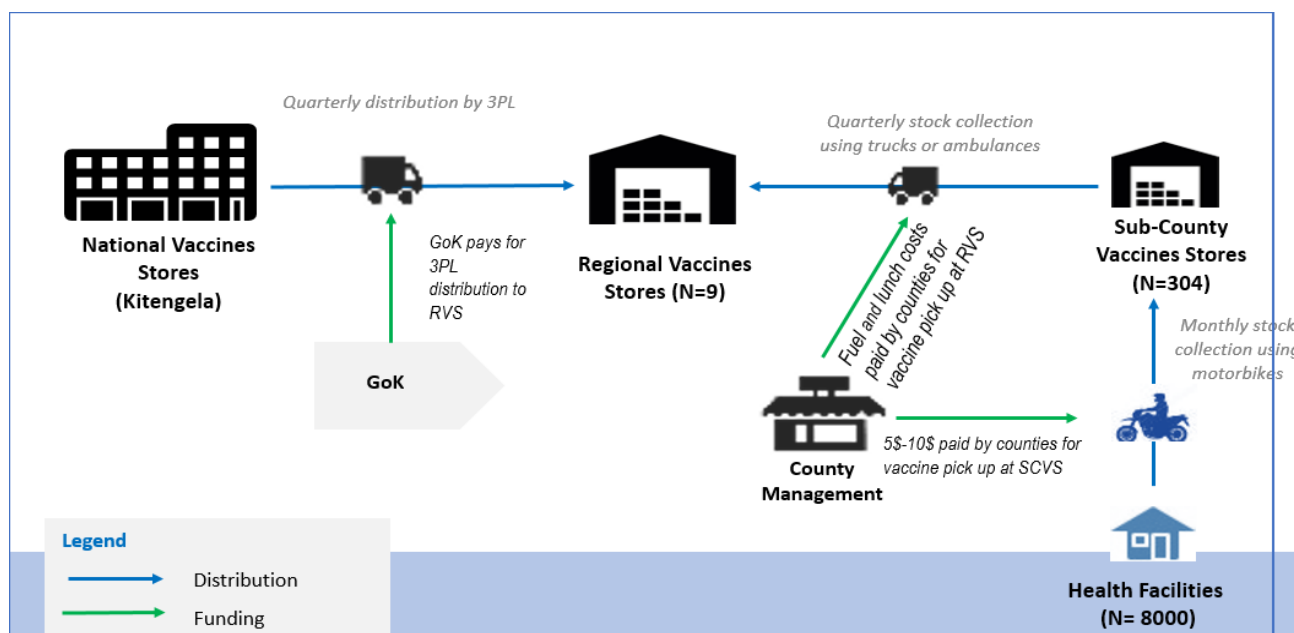 Quarterly distribution by 3PL
Quarterly stock collection
using trucks or ambulances
National Vaccines
Stores
(Kitengela)
GoK pays for
3PL
distribution to
RVS
Regional Vaccines
Stores (N=9)
Sub-County
Vaccines Stores
(N=304)
Fuel and lunch costs
paid by counties for
vaccine pick up at RVS
Monthly stock
collection using
motorbikes
GoK
5$-10$ paid by counties for
vaccine pick up at SCVS
County
Management
Legend
Distribution
Funding
Health Facilities
(N= 8000)